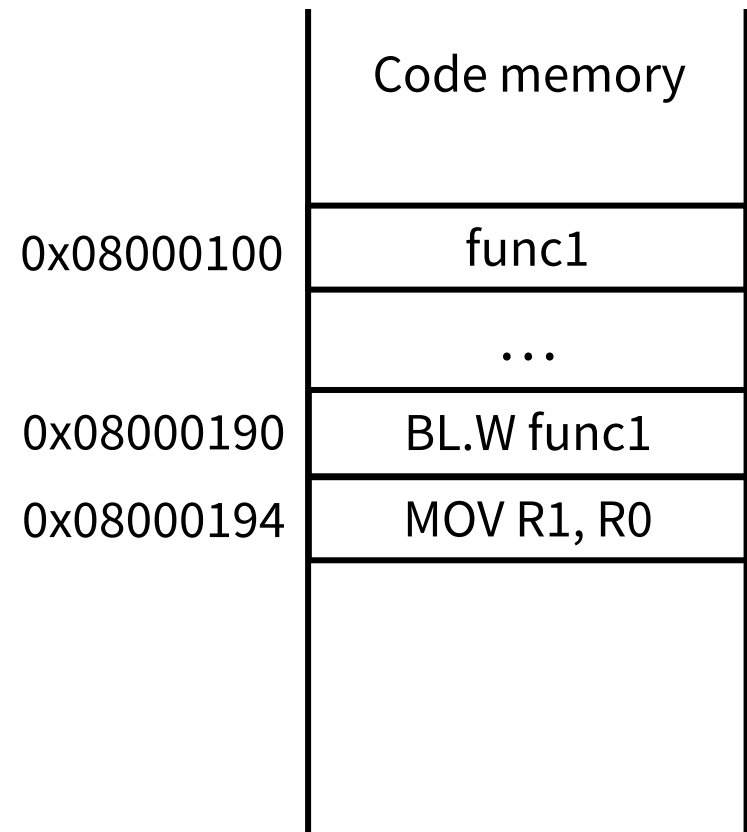 Code memory
0x08000100 func1
...
0x08000190 BL.W func1
0x08000194 MOV R1, R0